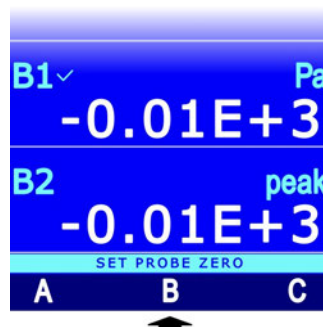 B1✓ Pa
-0.01E+3
B2 peak
-0.01E+3
SET PROBE ZERO
A B C